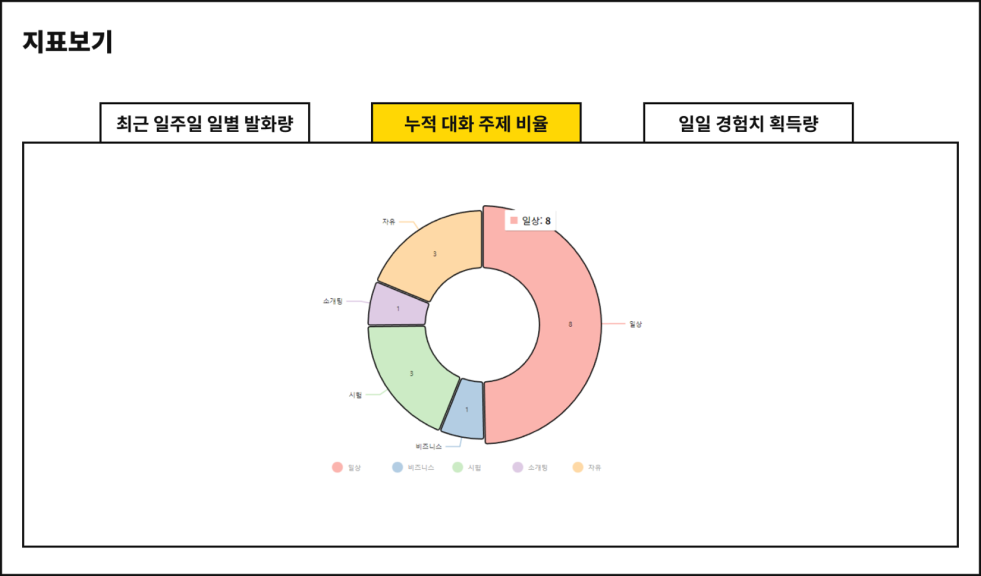 지표보기
최근 일주일 일별 발화량
누적 대화 주제 비율
일일 경험치 획득량
일상: 8
자유
3
소개팅
1
8
일상
3
시험
1
비즈니스
일상 비즈니스 시험 소개팅 자유